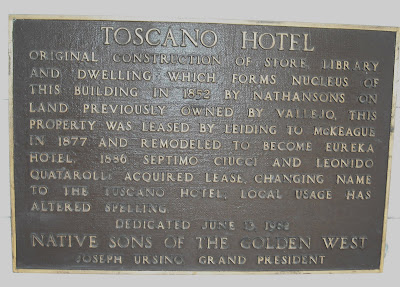 TOSCANO HOTEL
ORIGINAL CONSTRUCTION OF STORE, LIBRARY
AND DWELLING WHICH FORMS NUCLEUS OF
THIS BUILDING IN 1852 BY NATHANSONS ON
LAND PREVIOUSLY OWNED BY VALLEJO, THIS
PROPERTY WAS LEASED BY LEIDING TO McKEAGUE
IN 1877 AND REMODELED TO BECOME EUREKA
HOTEL, 1886 SEPTIMO CIUCCI AND LEONIDO
QUATAROLLI ACQUIRED LEASE, CHANGING NAME
TO THE TUSCANO HOTEL, LOCAL USAGE HAS
ALTERED SPELLING
DEDICATED JUNE 13,
NATIVE SONS OF THE GOLDEN WEST
JOSEPH URSINO GRAND PRESIDENT